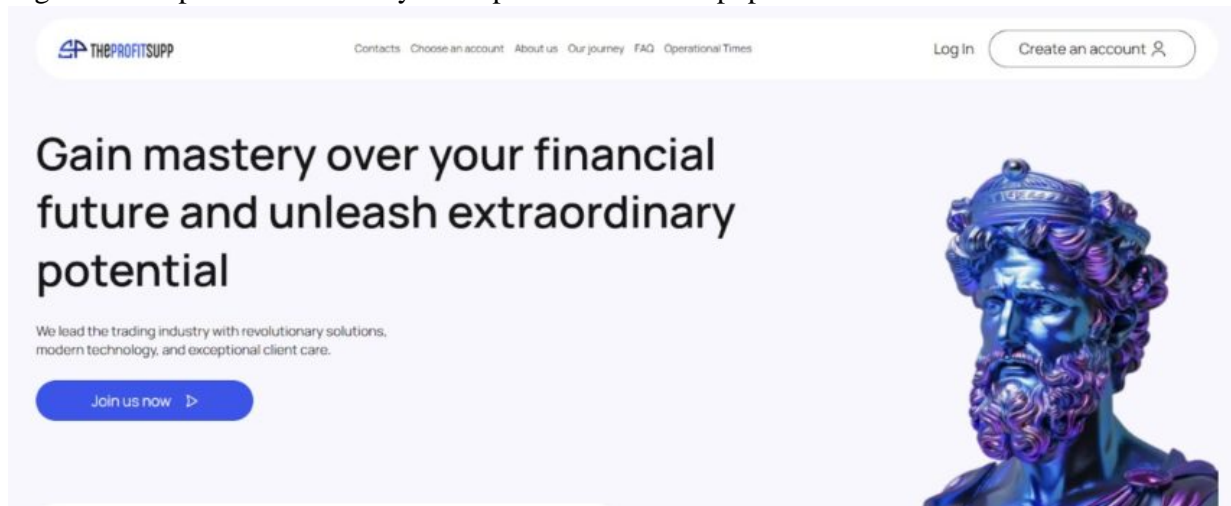 THEPROFITSUPP
Contacts Choose an account About us Our journey FAQ Operational Times
Log In
Create an account
Gain mastery over your financial
future and unleash extraordinary
potential
We lead the trading industry with revolutionary solutions,
modern technology, and exceptional client care.
Join us now